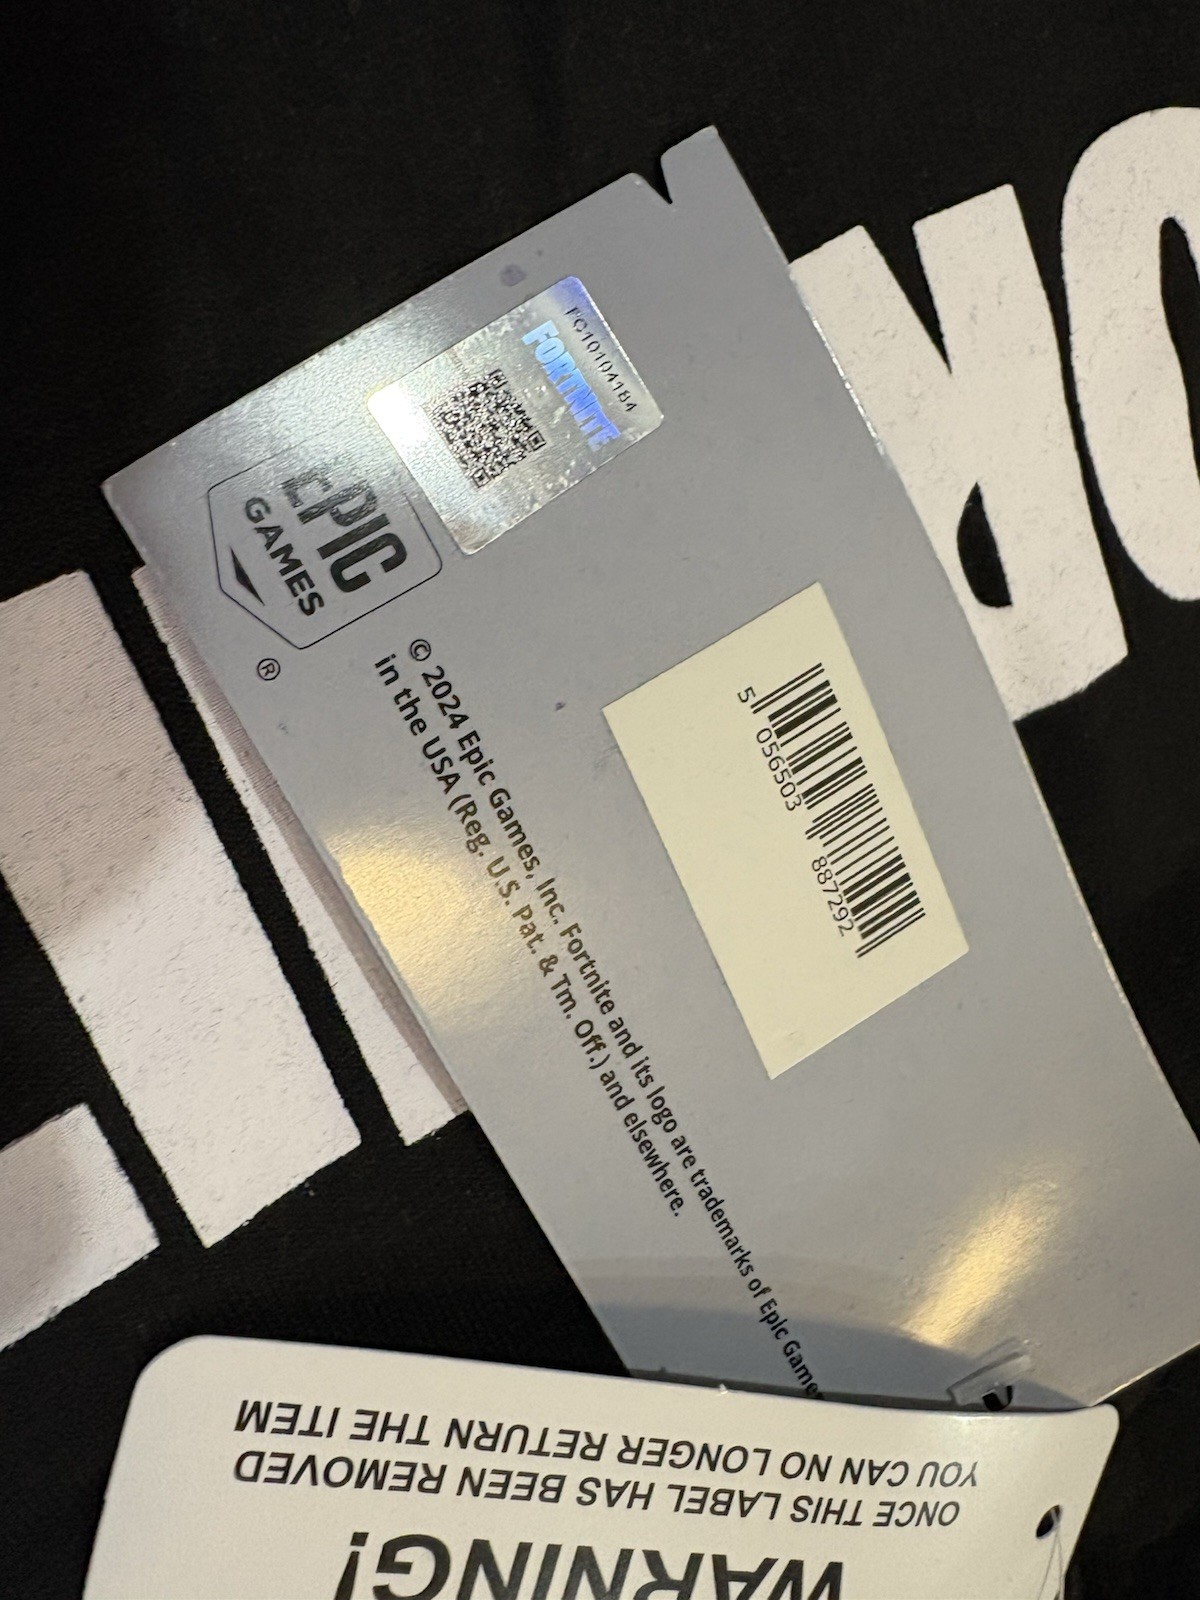 FO10104184
FORTNITE
EPIC
GAMES
®
© 2024 Epic Games, Inc. Fortnite and its logo are trademarks of Epic Games
in the USA (Reg. U.S. Pat. & Tm. Off.) and elsewhere.
5 056503 887292
WARNING!
ONCE THIS LABEL HAS BEEN REMOVED
YOU CAN NO LONGER RETURN THE ITEM